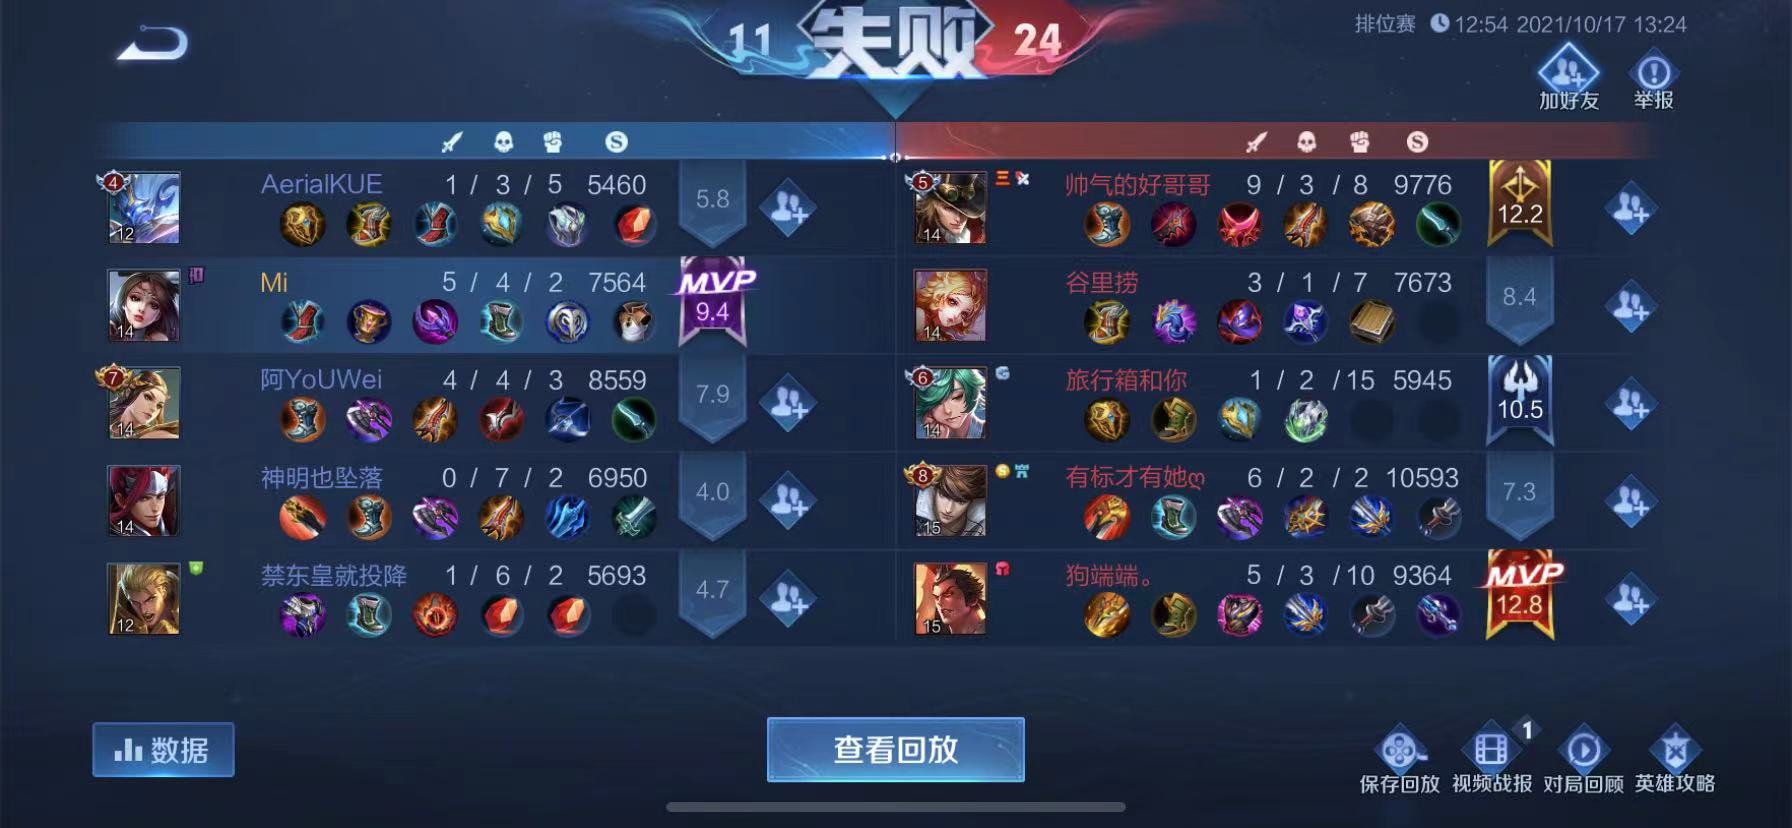 11 失败 24
排位赛 12:54 2021/10/17 13:24
加好友 举报
4 12 AerialKUE 1 / 3 / 5 5460 5.8
5 14 帅气的好哥哥 9 / 3 / 8 9776 12.2
14 Mi 5 / 4 / 2 7564 MVP 9.4
14 谷里捞 3 / 1 / 7 7673 8.4
7 14 阿YoUWei 4 / 4 / 3 8559 7.9
6 14 旅行箱和你 1 / 2 / 15 5945 10.5
14 神明也坠落 0 / 7 / 2 6950 4.0
8 15 有标才有她ღ 6 / 2 / 2 10593 7.3
12 禁东皇就投降 1 / 6 / 2 5693 4.7
15 狗端端。 5 / 3 / 10 9364 MVP 12.8
数据
查看回放
1
保存回放 视频战报 对局回顾 英雄攻略